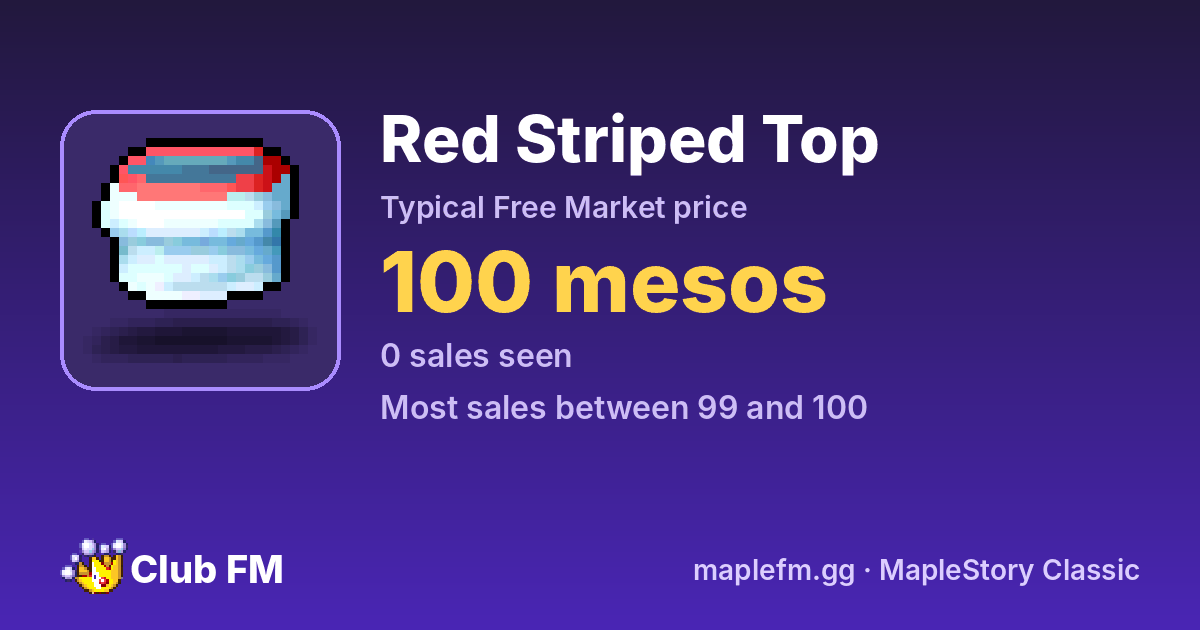 Red Striped Top
Typical Free Market price
100 mesos
0 sales seen
Most sales between 99 and 100
Club FM
maplefm.gg · MapleStory Classic